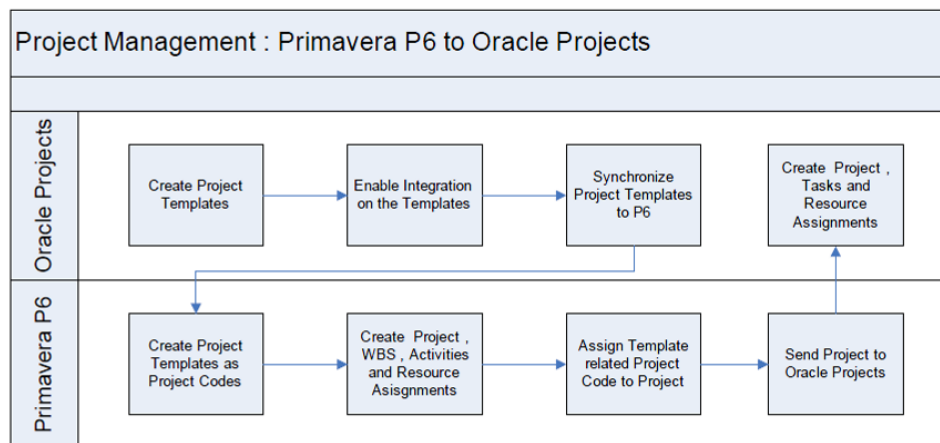 Project Management : Primavera P6 to Oracle Projects
Oracle Projects
Create Project
Templates
Enable Integration
on the Templates
Synchronize
Project Templates
to P6
Create  Project ,
Tasks and
Resource
Assignments
Primavera P6
Create Project
Templates as
Project Codes
Create  Project ,
WBS , Activities
and Resource
Asisgnments
Assign Template
related Project
Code to Project
Send Project to
Oracle Projects